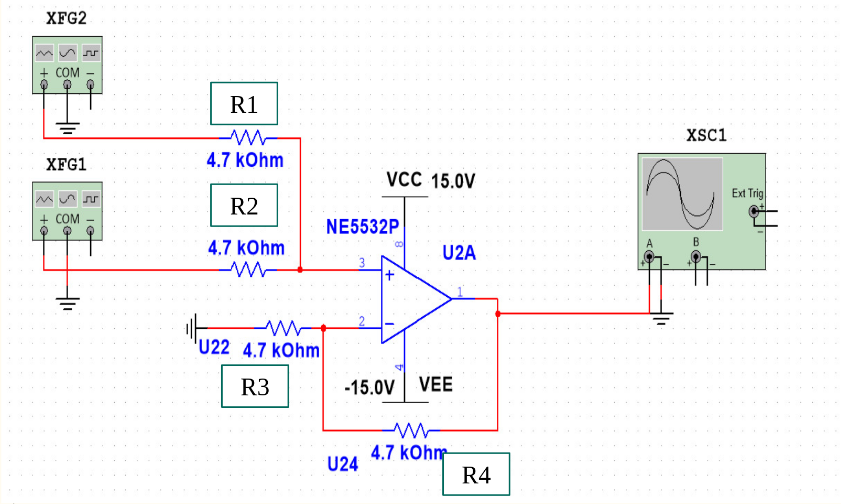 XFG2
+ COM −
R1
4.7 kOhm
XFG1
+ COM −
R2
4.7 kOhm
VCC 15.0V
NE5532P
8
U2A
3
+
1
2
−
4
U22 4.7 kOhm
R3
-15.0V VEE
U24 4.7 kOhm
R4
XSC1
Ext Trig
+
−
A B
+ − + −